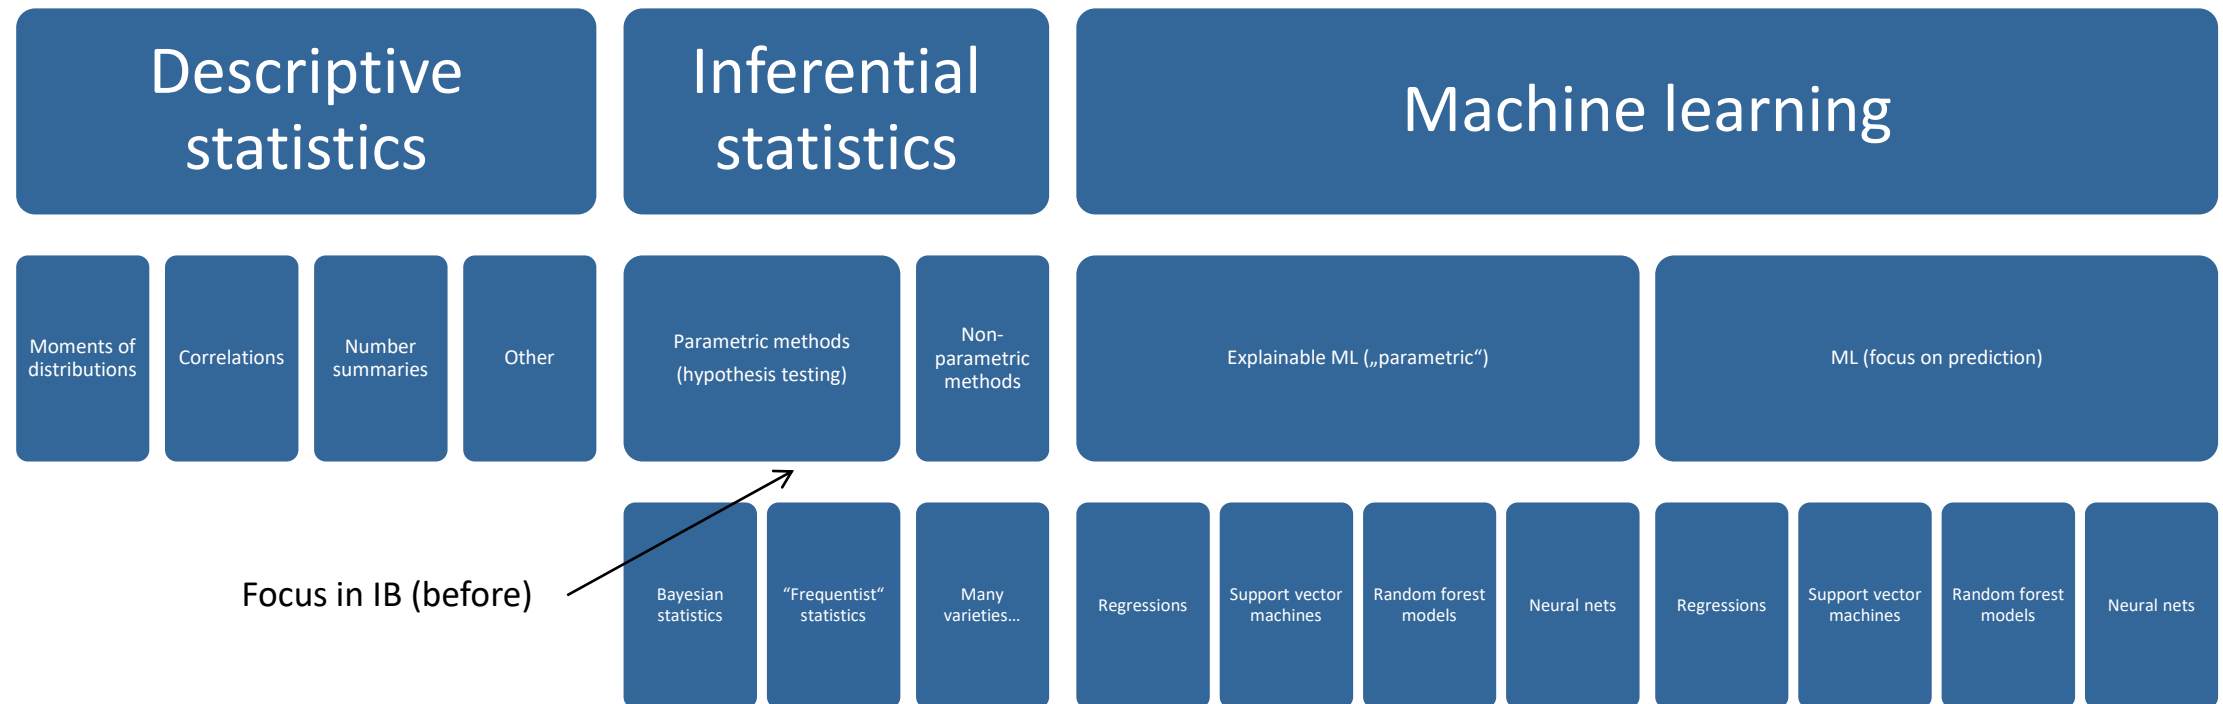 Descriptive
statistics
Inferential
statistics
Machine learning
Moments of
distributions
Correlations
Number
summaries
Other
Parametric methods
(hypothesis testing)
Non-
parametric
methods
Explainable ML („parametric“)
ML (focus on prediction)
Focus in IB (before)
Bayesian
statistics
“Frequentist“
statistics
Many
varieties…
Regressions
Support vector
machines
Random forest
models
Neural nets
Regressions
Support vector
machines
Random forest
models
Neural nets